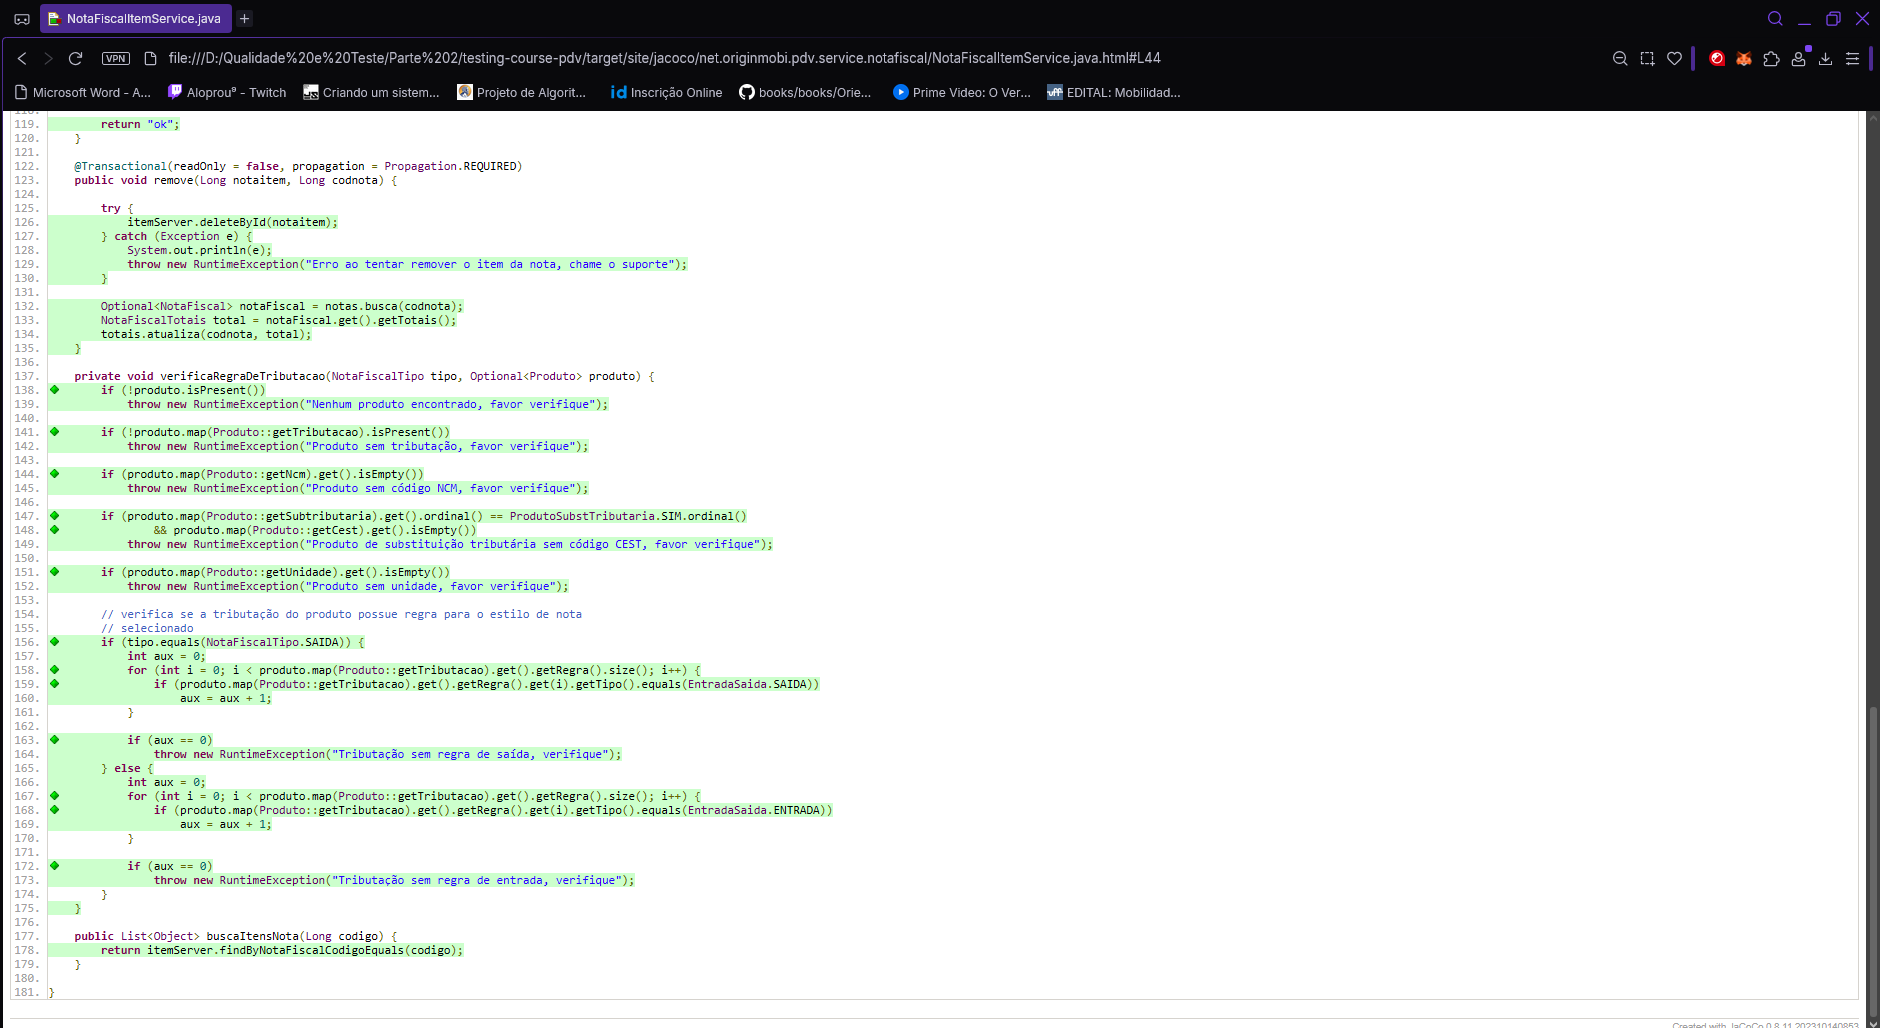 NotaFiscalItemService.java
VPN file:///D:/Qualidade%20e%20Teste/Parte%202/testing-course-pdv/target/site/jacoco/net.originmobi.pdv.service.notafiscal/NotaFiscalItemService.java.html#L44
Microsoft Word - A... Aloprou⁹ - Twitch Criando um sistem... Projeto de Algorit... id Inscrição Online books/books/Orie... Prime Video: O Ver... uff EDITAL: Mobilidad...
118.
119. return "ok";
120. }
121.
122. @Transactional(readOnly = false, propagation = Propagation.REQUIRED)
123. public void remove(Long notaitem, Long codnota) {
124.
125. try {
126. itemServer.deleteById(notaitem);
127. } catch (Exception e) {
128. System.out.println(e);
129. throw new RuntimeException("Erro ao tentar remover o item da nota, chame o suporte");
130. }
131.
132. Optional<NotaFiscal> notaFiscal = notas.busca(codnota);
133. NotaFiscalTotais total = notaFiscal.get().getTotais();
134. totais.atualiza(codnota, total);
135. }
136.
137. private void verificaRegraDeTributacao(NotaFiscalTipo tipo, Optional<Produto> produto) {
138. if (!produto.isPresent())
139. throw new RuntimeException("Nenhum produto encontrado, favor verifique");
140.
141. if (!produto.map(Produto::getTributacao).isPresent())
142. throw new RuntimeException("Produto sem tributação, favor verifique");
143.
144. if (produto.map(Produto::getNcm).get().isEmpty())
145. throw new RuntimeException("Produto sem código NCM, favor verifique");
146.
147. if (produto.map(Produto::getSubtributaria).get().ordinal() == ProdutoSubstTributaria.SIM.ordinal()
148. && produto.map(Produto::getCest).get().isEmpty())
149. throw new RuntimeException("Produto de substituição tributária sem código CEST, favor verifique");
150.
151. if (produto.map(Produto::getUnidade).get().isEmpty())
152. throw new RuntimeException("Produto sem unidade, favor verifique");
153.
154. // verifica se a tributação do produto possue regra para o estilo de nota
155. // selecionado
156. if (tipo.equals(NotaFiscalTipo.SAIDA)) {
157. int aux = 0;
158. for (int i = 0; i < produto.map(Produto::getTributacao).get().getRegra().size(); i++) {
159. if (produto.map(Produto::getTributacao).get().getRegra().get(i).getTipo().equals(EntradaSaida.SAIDA))
160. aux = aux + 1;
161. }
162.
163. if (aux == 0)
164. throw new RuntimeException("Tributação sem regra de saída, verifique");
165. } else {
166. int aux = 0;
167. for (int i = 0; i < produto.map(Produto::getTributacao).get().getRegra().size(); i++) {
168. if (produto.map(Produto::getTributacao).get().getRegra().get(i).getTipo().equals(EntradaSaida.ENTRADA))
169. aux = aux + 1;
170. }
171.
172. if (aux == 0)
173. throw new RuntimeException("Tributação sem regra de entrada, verifique");
174. }
175. }
176.
177. public List<Object> buscaItensNota(Long codigo) {
178. return itemServer.findByNotaFiscalCodigoEquals(codigo);
179. }
180.
181. }
Created with JaCoCo 0.8.11.202310140853